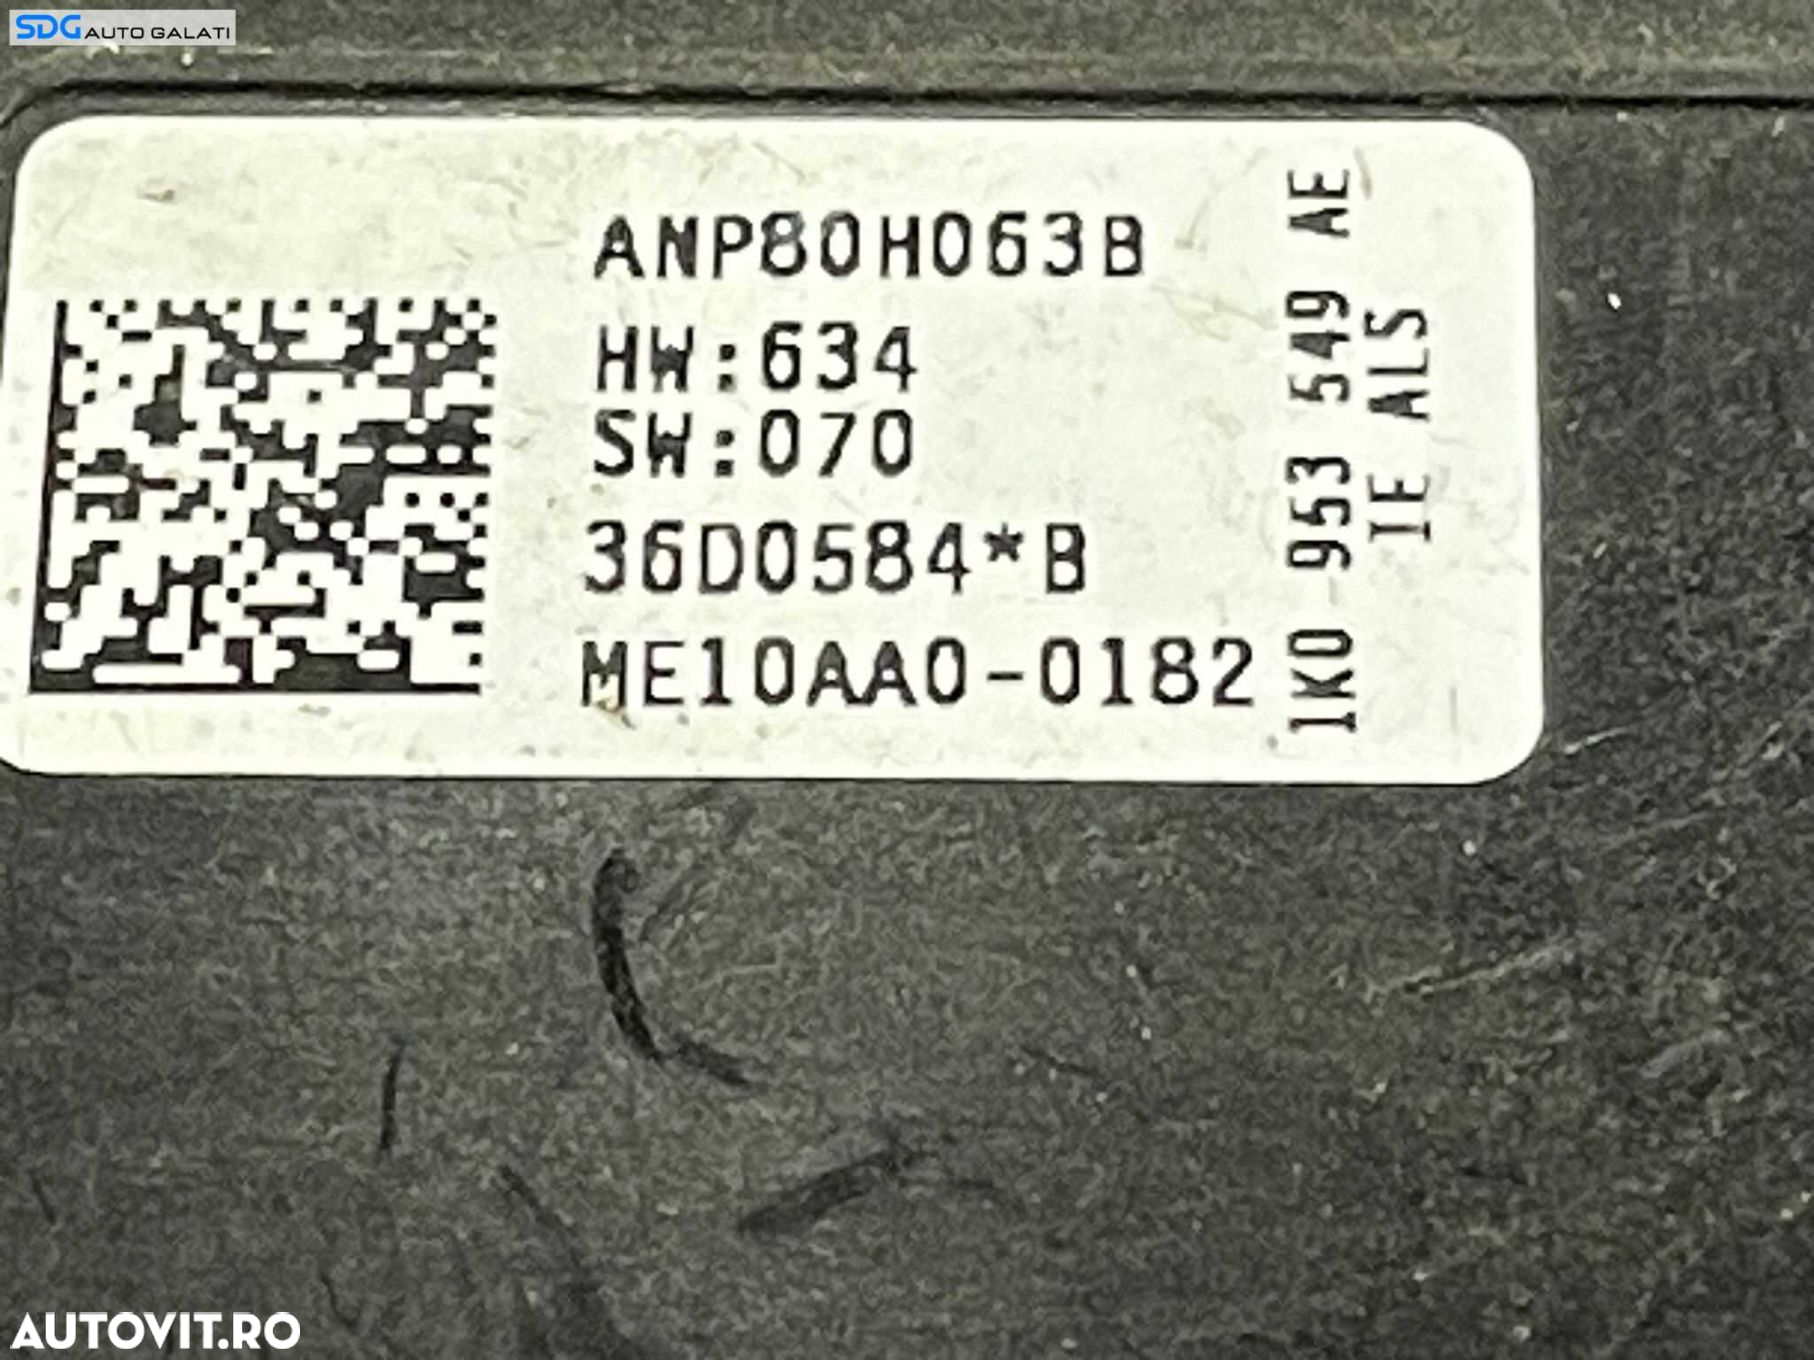 SDG AUTO GALATI
ANP80H063B
HW:634
SW:070
36D0584*B
ME10AA0-0182
1K0 953 549 AE
IE ALS
AUTOVIT.RO